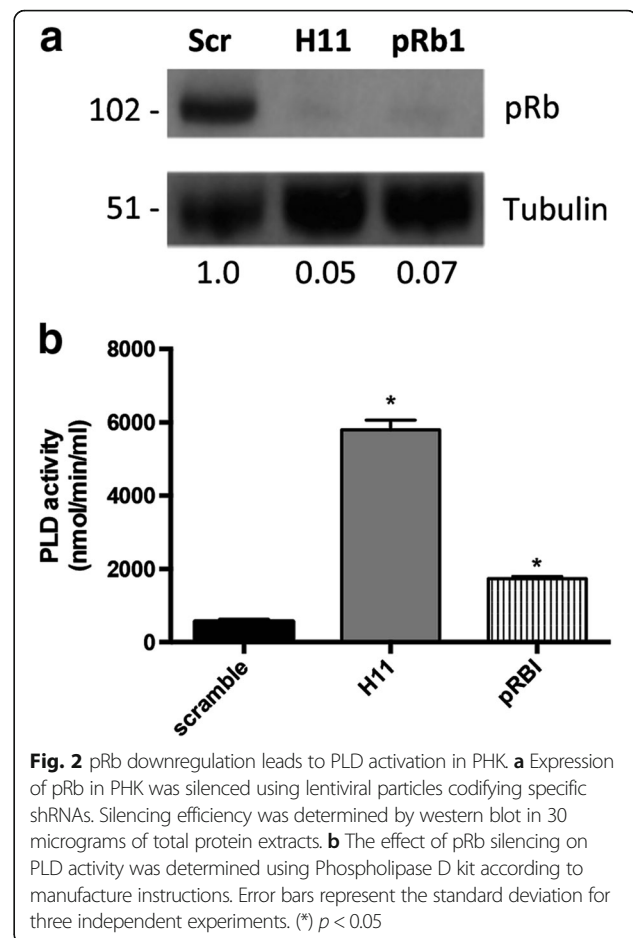 a
Scr H11 pRb1
102 - pRb
51 - Tubulin
1.0 0.05 0.07
b
PLD activity
(nmol/min/ml)
8000
6000
4000
2000
0
*
*
scramble
H11
pRBI
Fig. 2 pRb downregulation leads to PLD activation in PHK. a Expression
of pRb in PHK was silenced using lentiviral particles codifying specific
shRNAs. Silencing efficiency was determined by western blot in 30
micrograms of total protein extracts. b The effect of pRb silencing on
PLD activity was determined using Phospholipase D kit according to
manufacture instructions. Error bars represent the standard deviation for
three independent experiments. (*) p < 0.05